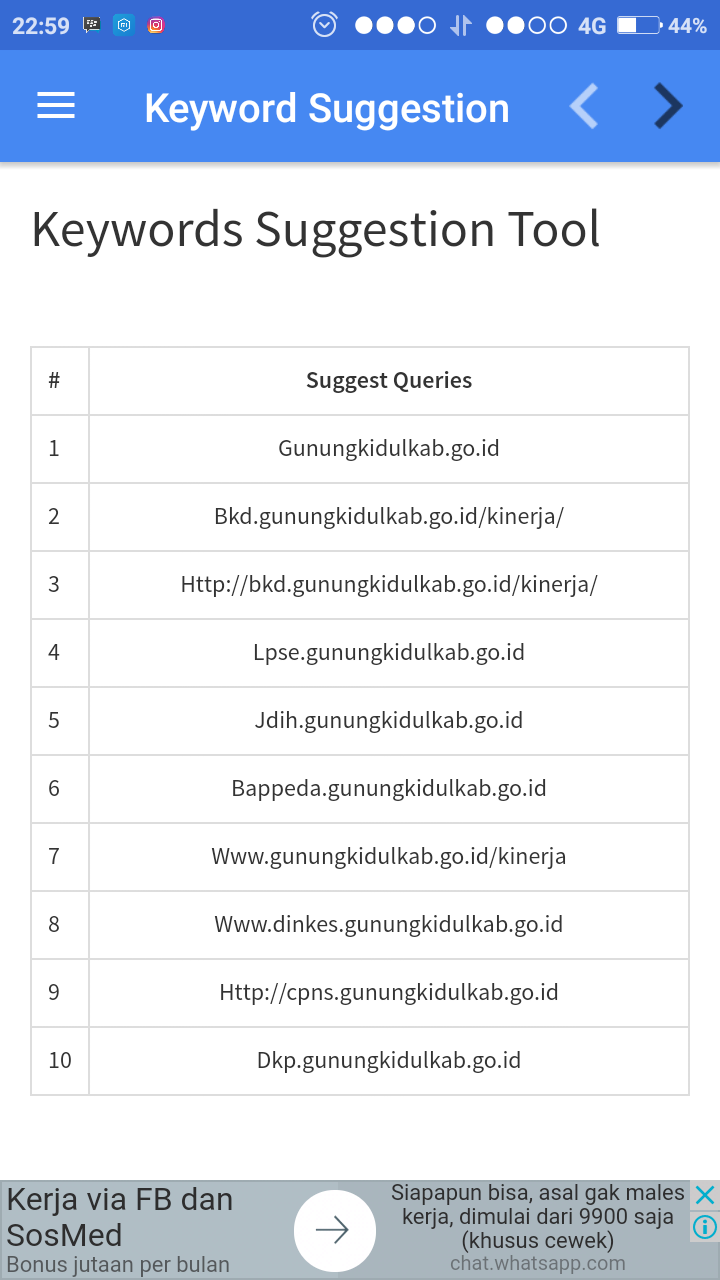 22:59
4G
44%
Keyword Suggestion
Keywords Suggestion Tool
# Suggest Queries
1 Gunungkidulkab.go.id
2 Bkd.gunungkidulkab.go.id/kinerja/
3 Http://bkd.gunungkidulkab.go.id/kinerja/
4 Lpse.gunungkidulkab.go.id
5 Jdih.gunungkidulkab.go.id
6 Bappeda.gunungkidulkab.go.id
7 Www.gunungkidulkab.go.id/kinerja
8 Www.dinkes.gunungkidulkab.go.id
9 Http://cpns.gunungkidulkab.go.id
10 Dkp.gunungkidulkab.go.id
Kerja via FB dan
SosMed
Bonus jutaan per bulan
Siapapun bisa, asal gak males
kerja, dimulai dari 9900 saja
(khusus cewek)
chat.whatsapp.com